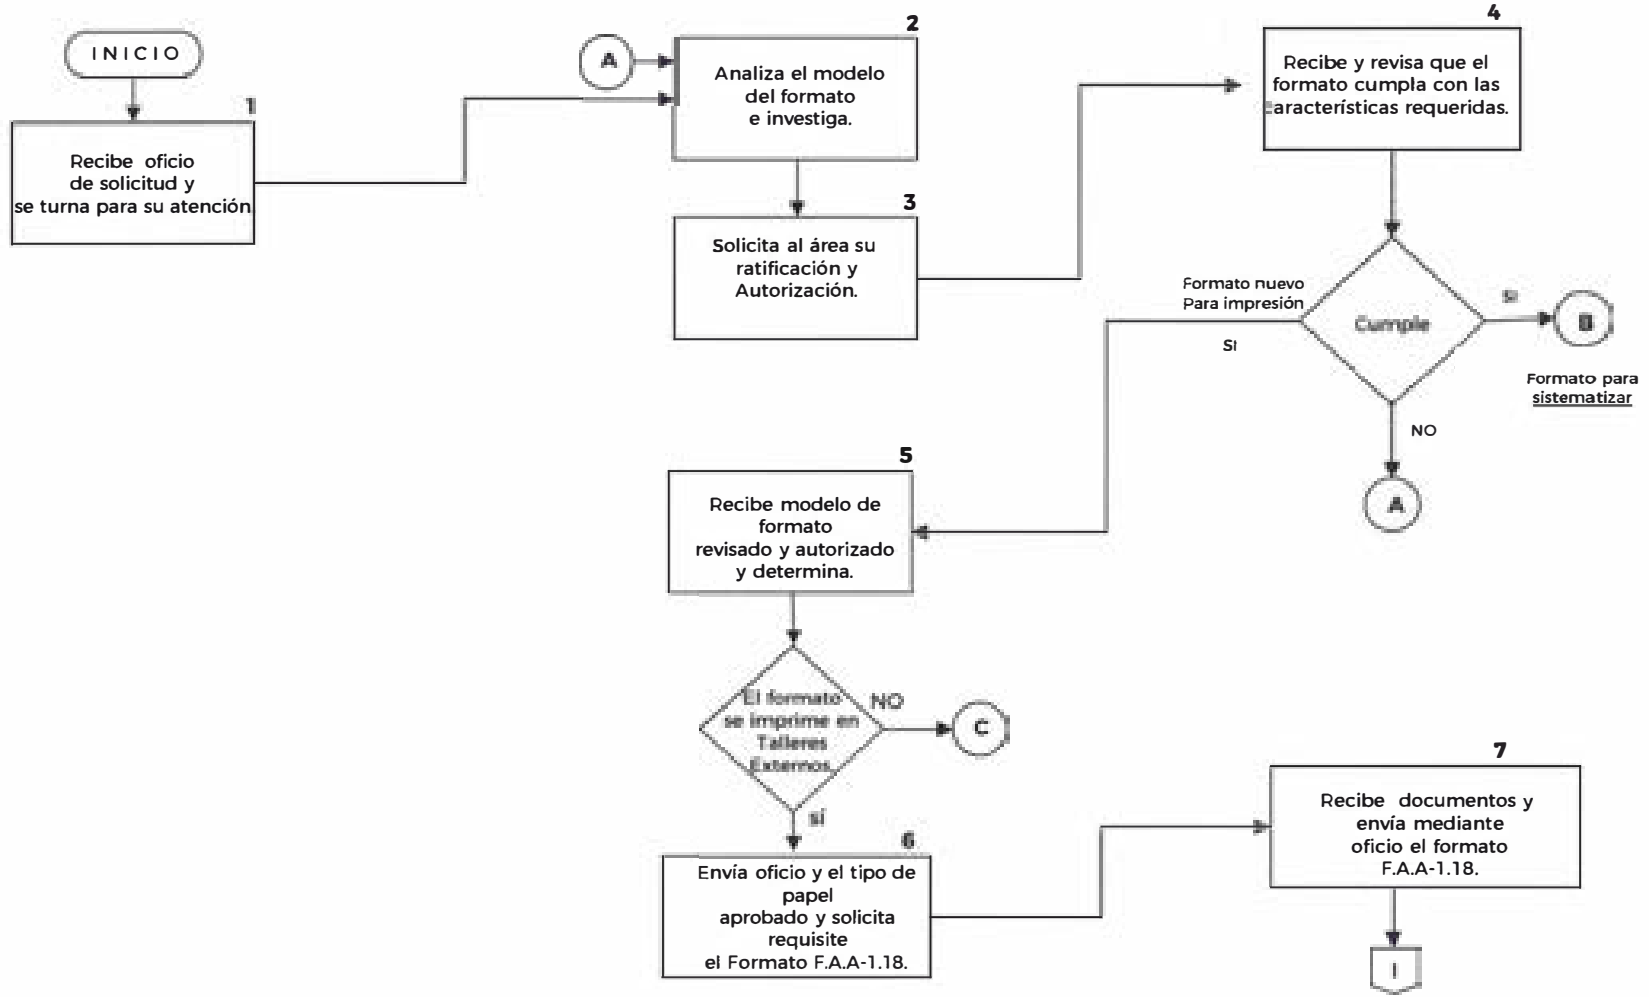 INICIO
1
Recibe oficio
de solicitud y
se turna para su atención
A
2
Analiza el modelo
del formato
e investiga.
3
Solicita al área su
ratificación y
Autorización.
4
Recibe y revisa que el
formato cumpla con las
características requeridas.
Cumple
Formato nuevo
Para impresión
SI
SI
B
Formato para
sistematizar
NO
A
5
Recibe modelo de
formato
revisado y autorizado
y determina.
El formato
se imprime en
Talleres
Externos
NO
C
sí
6
Envía oficio y el tipo de
papel
aprobado y solicita
requisite
el Formato F.A.A-1.18.
7
Recibe documentos y
envía mediante
oficio el formato
F.A.A-1.18.
I